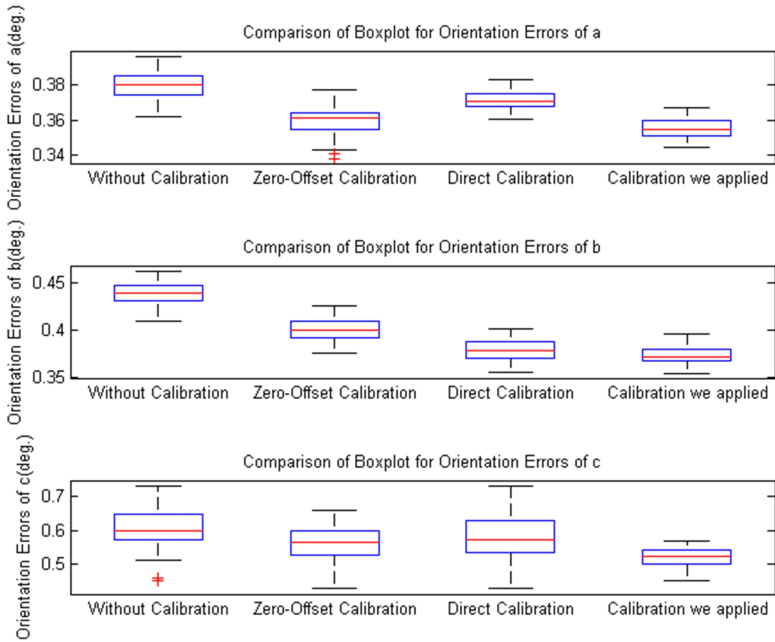 Comparison of Boxplot for Orientation Errors of a
Orientation Errors of a(deg.)
0.38
0.36
0.34
Without Calibration Zero-Offset Calibration Direct Calibration Calibration we applied
Comparison of Boxplot for Orientation Errors of b
Orientation Errors of b(deg.)
0.45
0.4
0.35
Without Calibration Zero-Offset Calibration Direct Calibration Calibration we applied
Comparison of Boxplot for Orientation Errors of c
Orientation Errors of c(deg.)
0.7
0.6
0.5
Without Calibration Zero-Offset Calibration Direct Calibration Calibration we applied